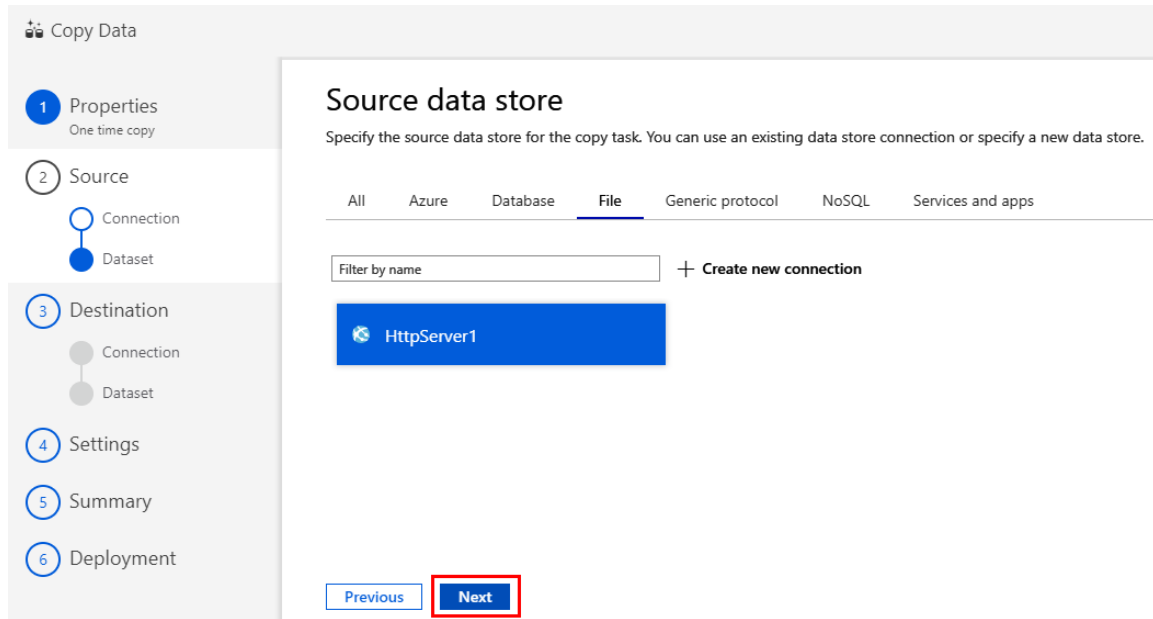 Copy Data
1 Properties
One time copy
2 Source
Connection
Dataset
3 Destination
Connection
Dataset
4 Settings
5 Summary
6 Deployment
Source data store
Specify the source data store for the copy task. You can use an existing data store connection or specify a new data store.
All Azure Database File Generic protocol NoSQL Services and apps
Filter by name + Create new connection
HttpServer1
Previous Next